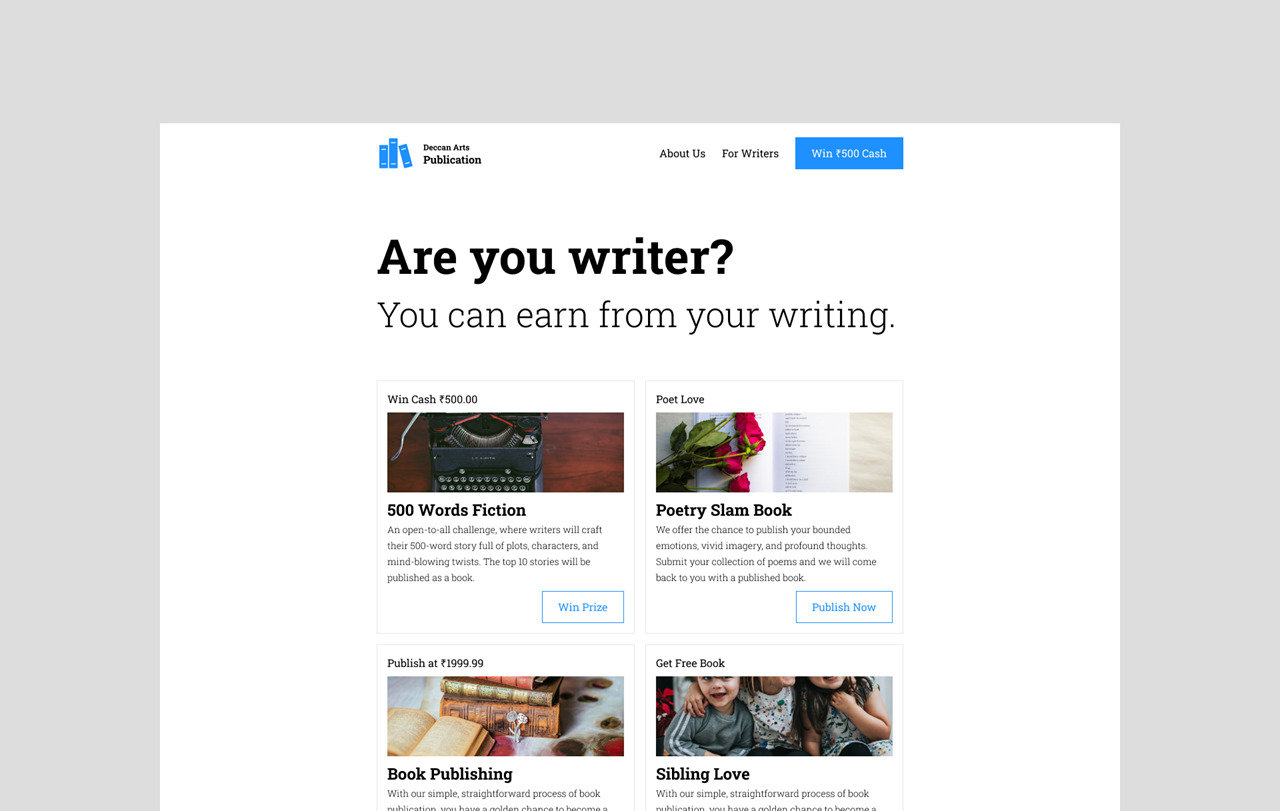 Deccan Arts
Publication
About Us
For Writers
Win ₹500 Cash
Are you writer?
You can earn from your writing.
Win Cash ₹500.00
500 Words Fiction
An open-to-all challenge, where writers will craft
their 500-word story full of plots, characters, and
mind-blowing twists. The top 10 stories will be
published as a book.
Win Prize
Poet Love
Poetry Slam Book
We offer the chance to publish your bounded
emotions, vivid imagery, and profound thoughts.
Submit your collection of poems and we will come
back to you with a published book.
Publish Now
Publish at ₹1999.99
Book Publishing
With our simple, straightforward process of book
publication, you have a golden chance to become a
Get Free Book
Sibling Love
With our simple, straightforward process of book
publication, you have a golden chance to become a